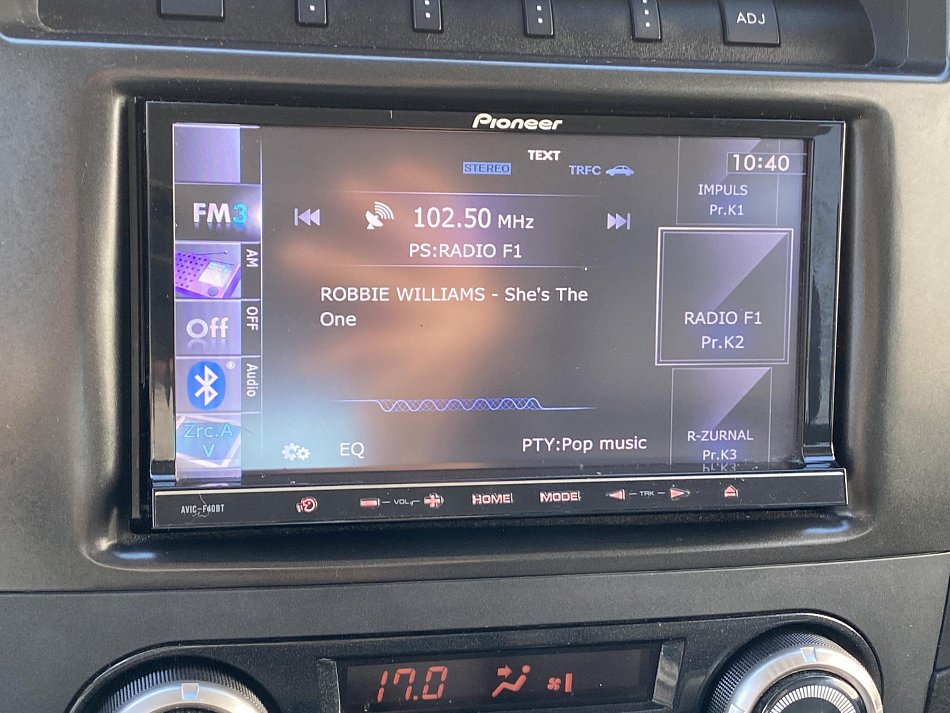 ADJ
Pioneer
TEXT
STEREO
TRFC
10:40
IMPULS
Pr.K1
FM3
102.50 MHz
PS:RADIO F1
AM
ROBBIE WILLIAMS - She's The
One
OFF
Off
RADIO F1
Pr.K2
Audio
Zrc.A
V
EQ
PTY:Pop music
R-ZURNAL
Pr.K3
AVIC-F40BT
VOL
HOME
MODE
TRK
17.0